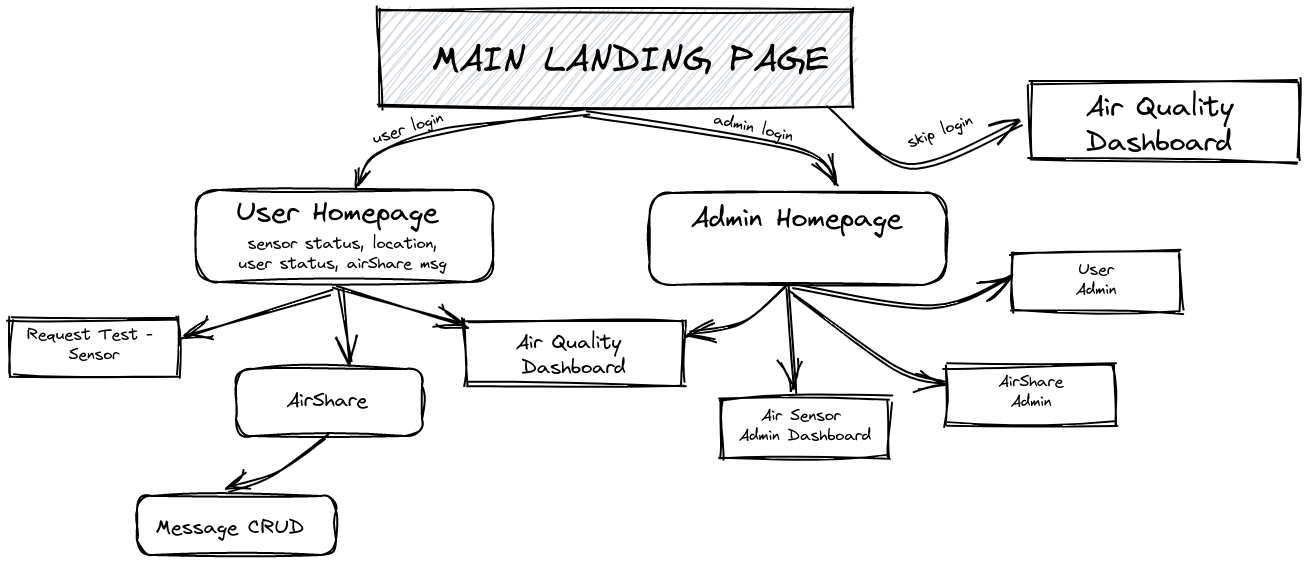 MAIN LANDING PAGE
Air Quality
Dashboard
user login
admin login
skip login
User Homepage
sensor status, location,
user status, airShare msg
Admin Homepage
User
Admin
Request Test -
Sensor
Air Quality
Dashboard
AirShare
AirShare
Admin
Air Sensor
Admin Dashboard
Message CRUD